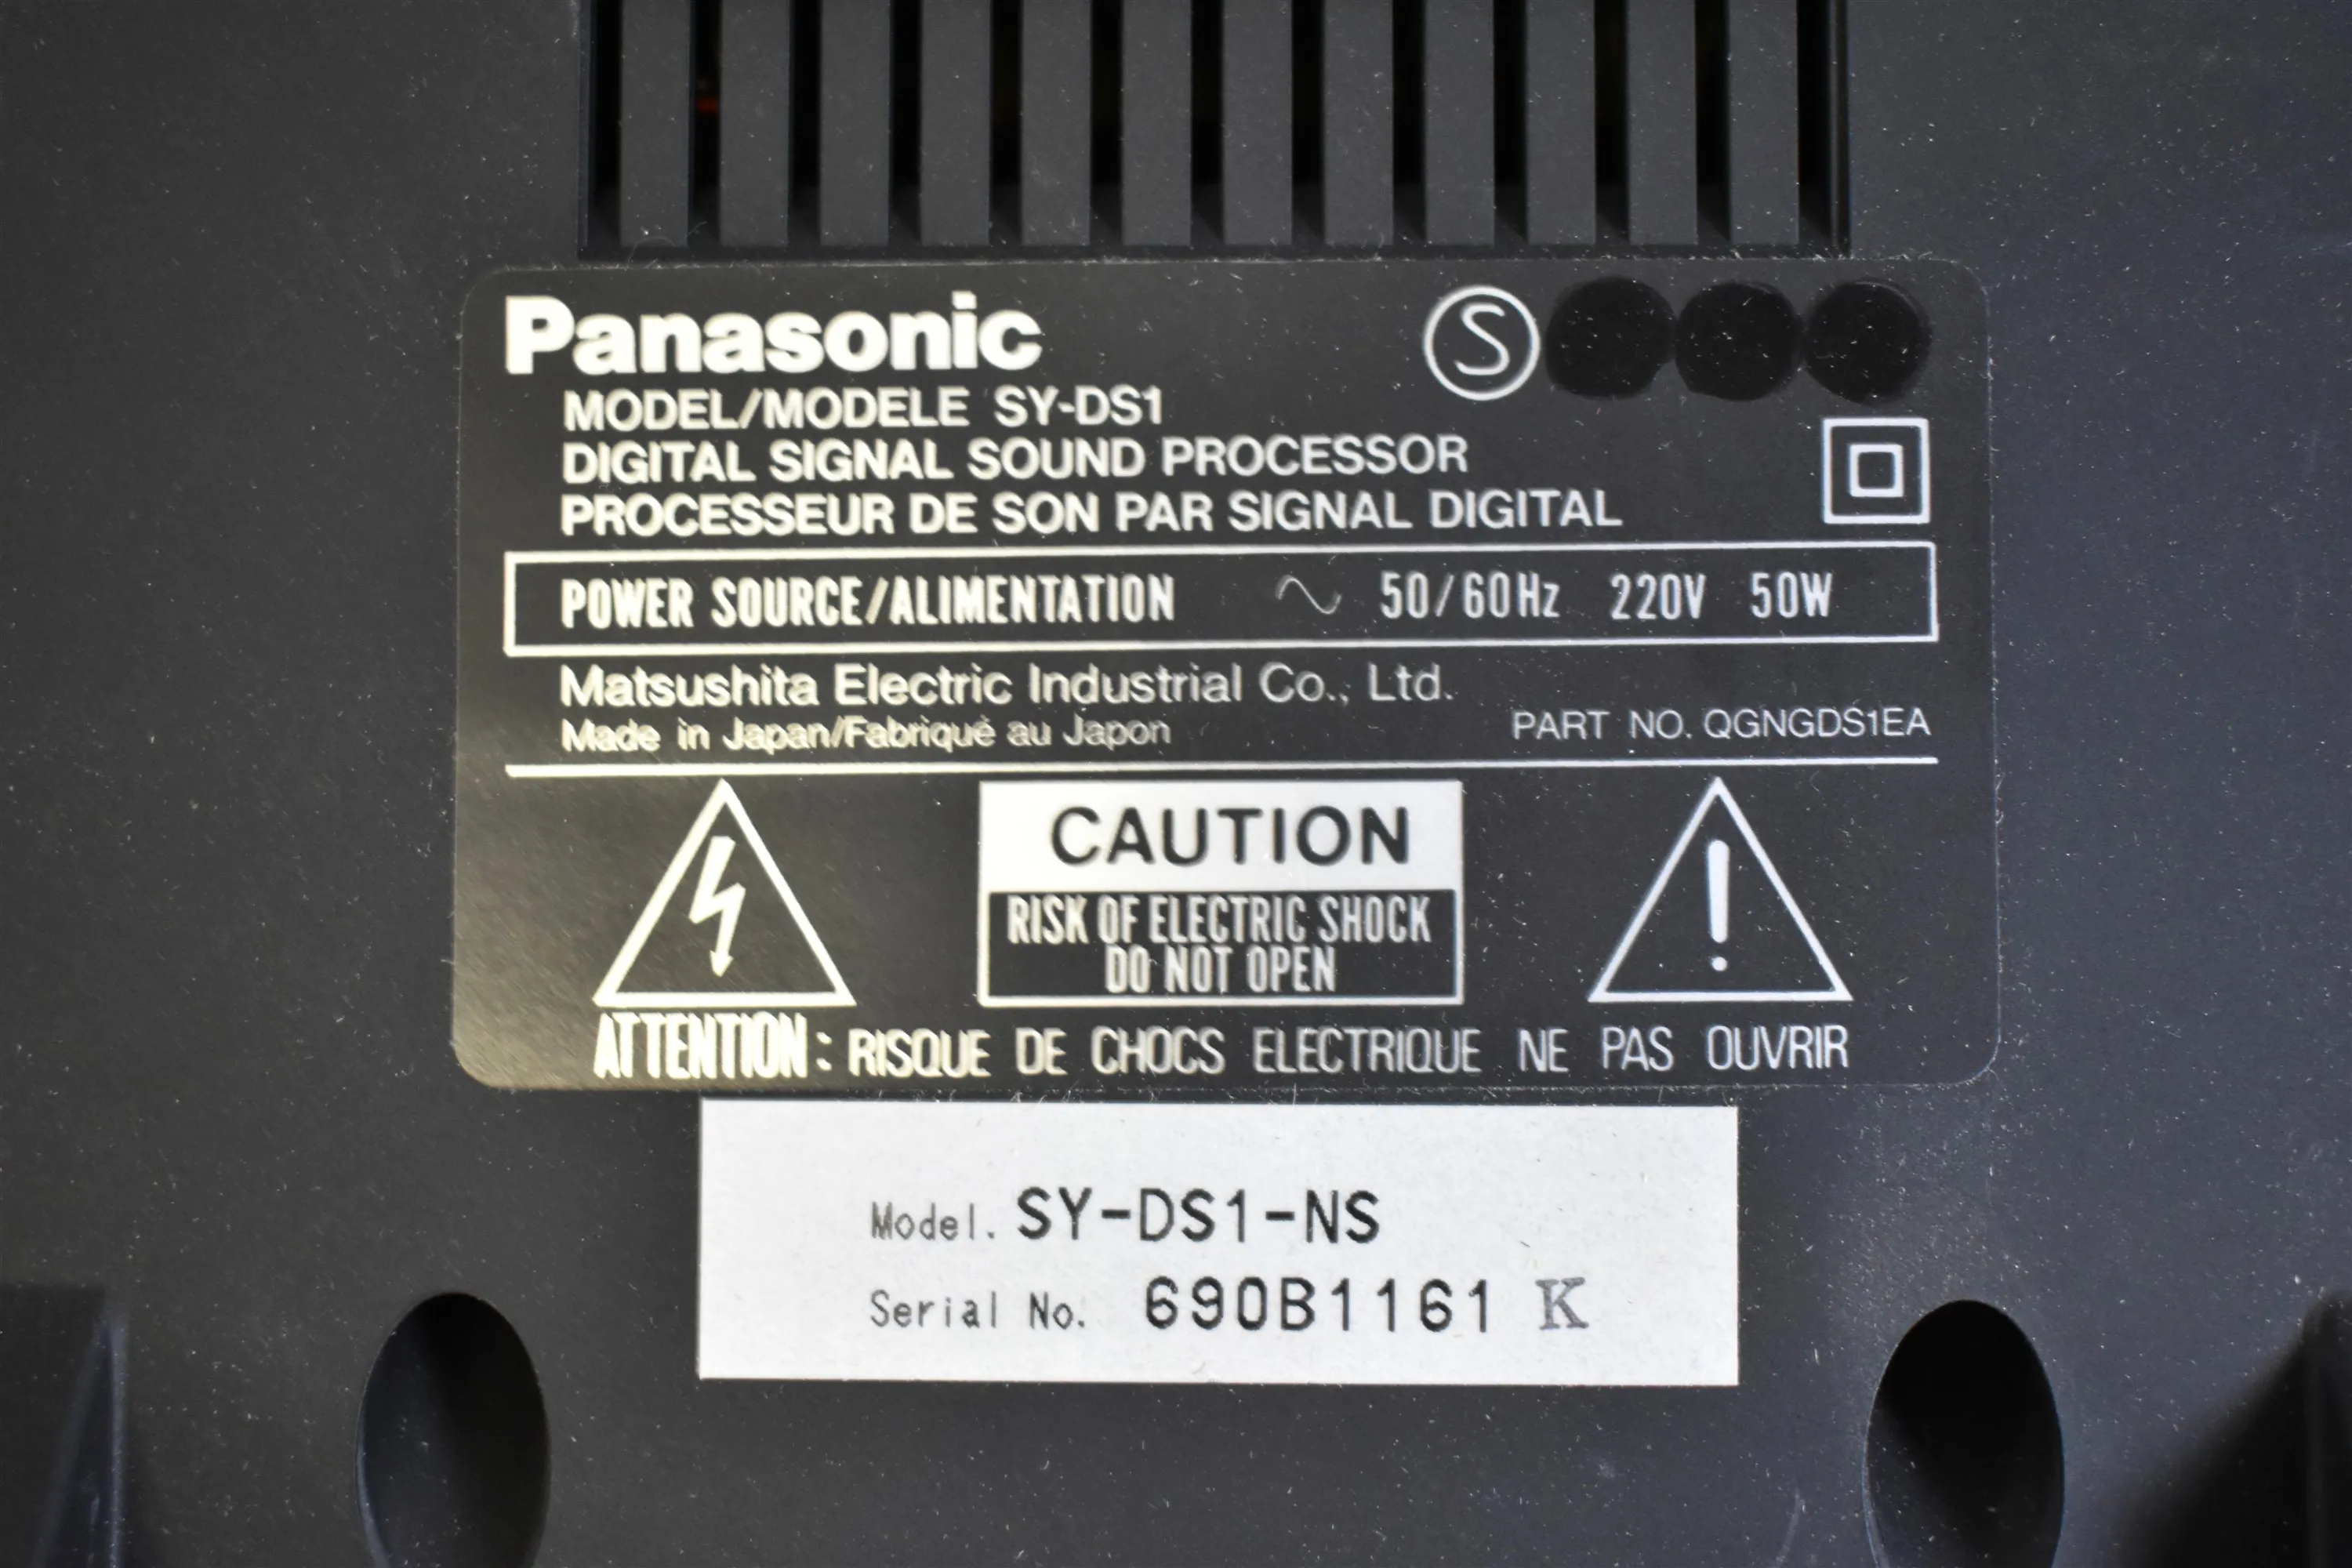 Panasonic
S
MODEL/MODELE SY-DS1
DIGITAL SIGNAL SOUND PROCESSOR
PROCESSEUR DE SON PAR SIGNAL DIGITAL
POWER SOURCE/ALIMENTATION ∼ 50/60Hz 220V 50W
Matsushita Electric Industrial Co., Ltd.
Made in Japan/Fabriqué au Japon
PART NO. QGNGDS1EA
CAUTION
RISK OF ELECTRIC SHOCK
DO NOT OPEN
!
ATTENTION: RISQUE DE CHOCS ELECTRIQUE NE PAS OUVRIR
Model. SY-DS1-NS
Serial No. 690B1161 K